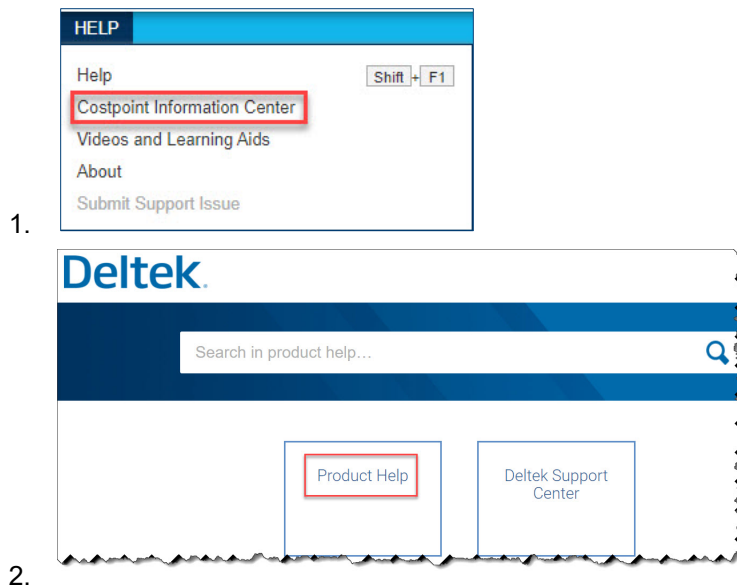 HELP
Help Shift + F1
Costpoint Information Center
Videos and Learning Aids
About
Submit Support Issue
1.
Deltek.
Search in product help...
Product Help
Deltek Support
Center
2.